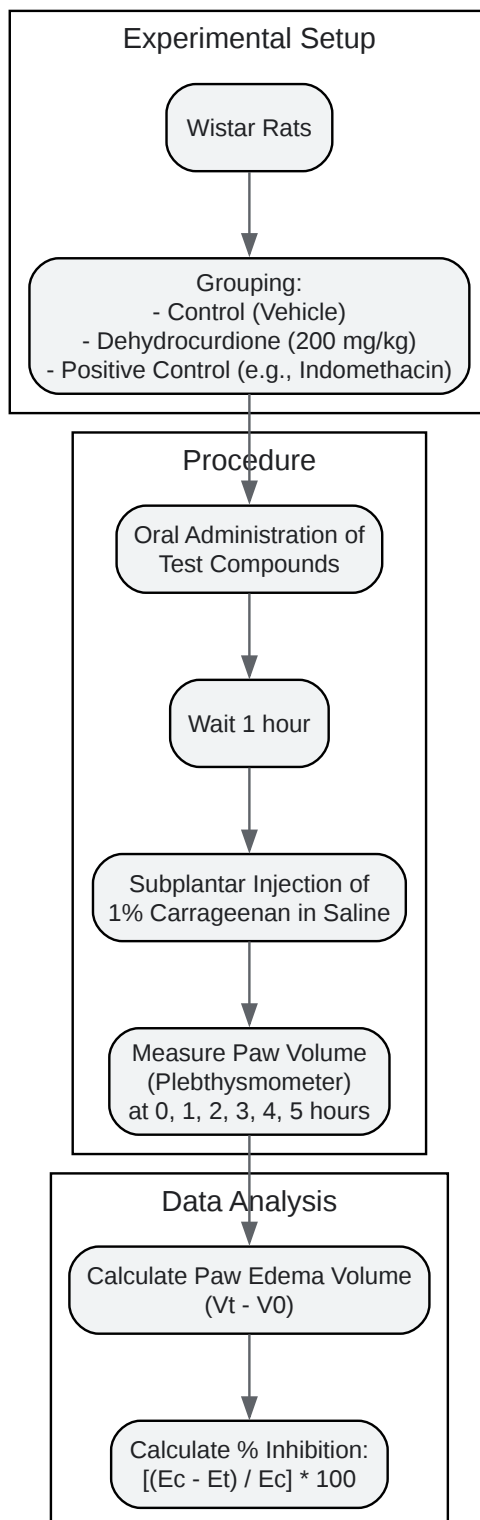 Experimental Setup
Wistar Rats
Grouping:
- Control (Vehicle)
- Dehydrocurdione (200 mg/kg)
- Positive Control (e.g., Indomethacin)
Procedure
Oral Administration of
Test Compounds
Wait 1 hour
Subplantar Injection of
1% Carrageenan in Saline
Measure Paw Volume
(Plebthysmometer)
at 0, 1, 2, 3, 4, 5 hours
Data Analysis
Calculate Paw Edema Volume
(Vt - V0)
Calculate % Inhibition:
[(Ec - Et) / Ec] * 100